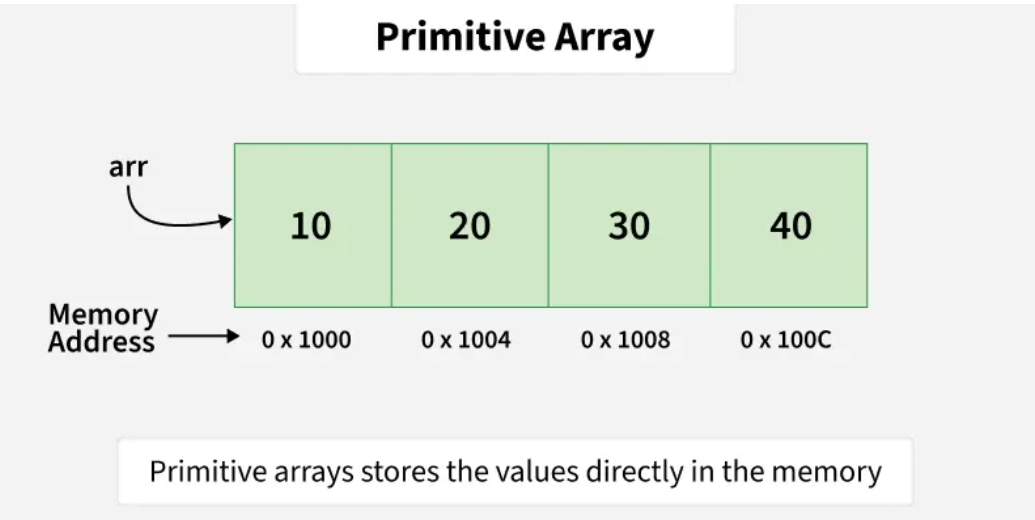 Primitive Array
arr
10 20 30 40
Memory
Address
0 x 1000 0 x 1004 0 x 1008 0 x 100C
Primitive arrays stores the values directly in the memory